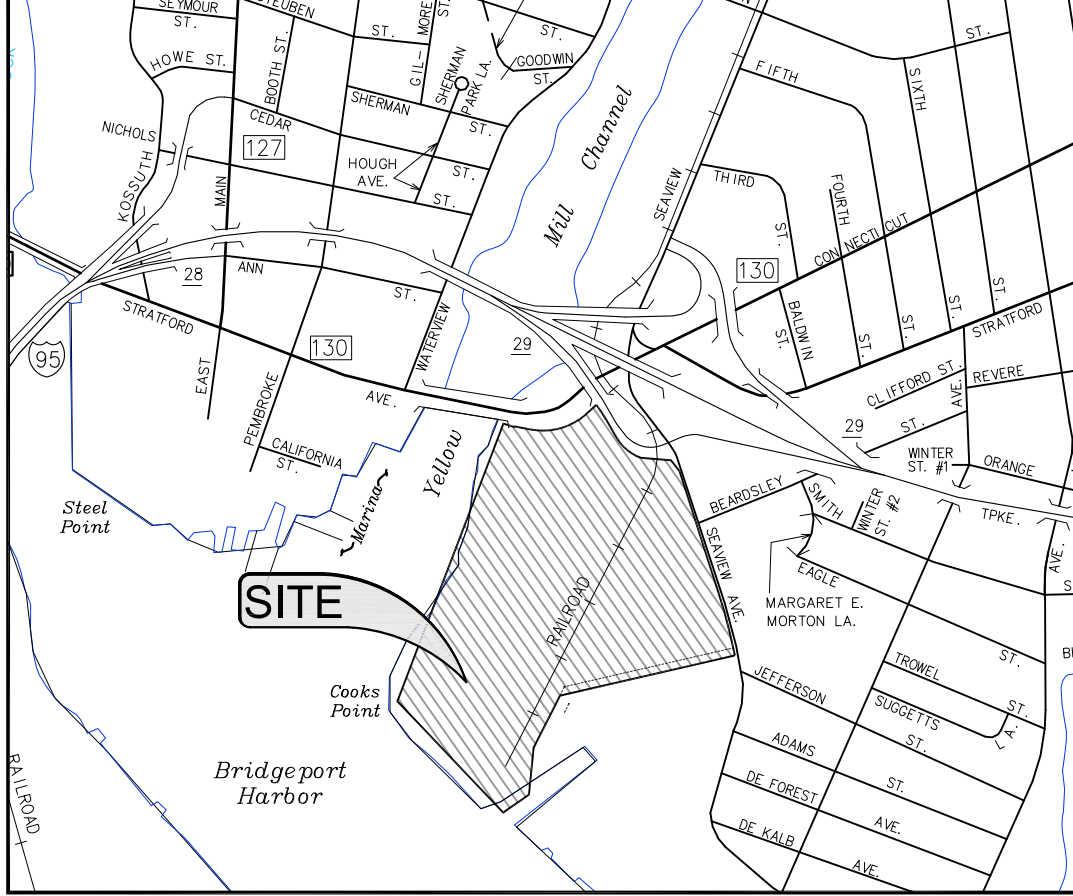 SEYMOUR
ST.
STEUBEN
ST.
GIL-
MORE
ST.
SHERMAN
PARK LA.
GOODWIN
ST.
ST.
ST.
HOWE ST.
BOOTH ST.
SHERMAN
ST.
CEDAR
ST.
NICHOLS
127
HOUGH
AVE.
ST.
KOSSUTH
MAIN
EAST
Mill
Channel
SEAVIEW
FIFTH
SIXTH
ST.
THIRD
ST.
FOURTH
ST.
CONNECTICUT
ST.
ST.
130
BALDWIN
ST.
STRATFORD
28
ANN
ST.
STRATFORD
AVE.
130
95
WATERVIEW
29
PEMBROKE
CALIFORNIA
ST.
Yellow
Marina
Steel
Point
CLIFFORD ST.
AVE.
REVERE
29
ST.
WINTER
ST. #1
ORANGE
BEARDSLEY
SMITH
WINTER
ST. #2
TPKE.
AVE.
SEAVIEW AVE.
EAGLE
ST.
MARGARET E.
MORTON LA.
SITE
RAILROAD
Cooks
Point
Bridgeport
Harbor
RAILROAD
JEFFERSON
ST.
TROWEL
ST.
SUGGETTS
LA.
ADAMS
ST.
DE FOREST
AVE.
DE KALB
AVE.